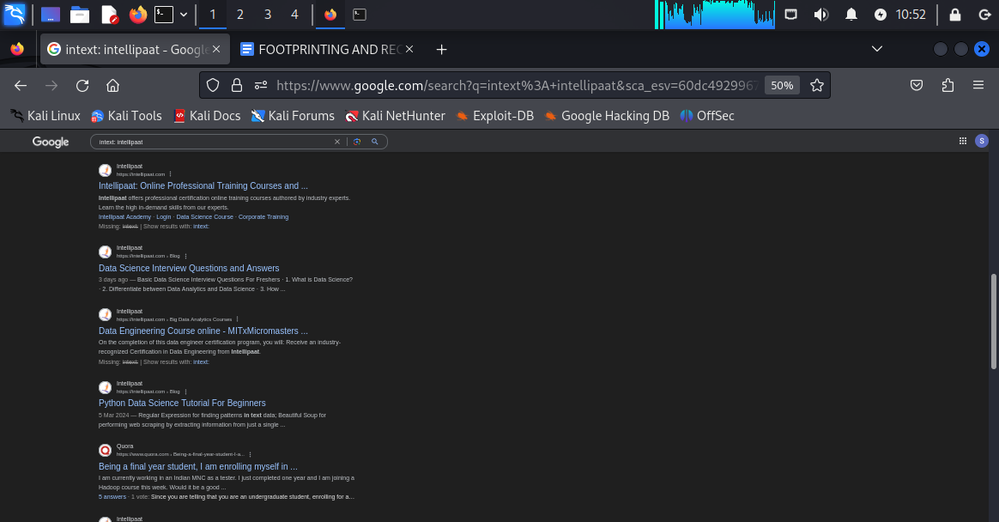 1 2 3 4 10:52
intext: intellipaat - Google
FOOTPRINTING AND REC
https://www.google.com/search?q=intext%3A+intellipaat&sca_esv=60dc4929967
50%
Kali Linux Kali Tools Kali Docs Kali Forums Kali NetHunter Exploit-DB Google Hacking DB OffSec
Google
intext: intellipaat
S
Intellipaat
https://intellipaat.com
Intellipaat: Online Professional Training Courses and ...
Intellipaat offers professional certification online training courses authored by industry experts.
Learn the high in-demand skills from our experts.
Intellipaat Academy · Login · Data Science Course · Corporate Training
Missing: intext: | Show results with: intext:
Intellipaat
https://intellipaat.com › Blog
Data Science Interview Questions and Answers
3 days ago — Basic Data Science Interview Questions For Freshers · 1. What is Data Science?
· 2. Differentiate between Data Analytics and Data Science · 3. How ...
Intellipaat
https://intellipaat.com › Big Data Analytics Courses
Data Engineering Course online - MITxMicromasters ...
On the completion of this data engineer certification program, you will: Receive an industry-
recognized Certification in Data Engineering from Intellipaat.
Missing: intext: | Show results with: intext:
Intellipaat
https://intellipaat.com › Blog
Python Data Science Tutorial For Beginners
5 Mar 2024 — Regular Expression for finding patterns in text data; Beautiful Soup for
performing web scraping by extracting information from just a single ...
Quora
https://www.quora.com › Being-a-final-year-student-I-a...
Being a final year student, I am enrolling myself in ...
I am currently working in an Indian MNC as a tester. I just completed one year and I am joining a
Hadoop course this week. Would it be a good ...
5 answers · 1 vote: Since you are telling that you are an undergraduate student, enrolling for a...
Intellipaat